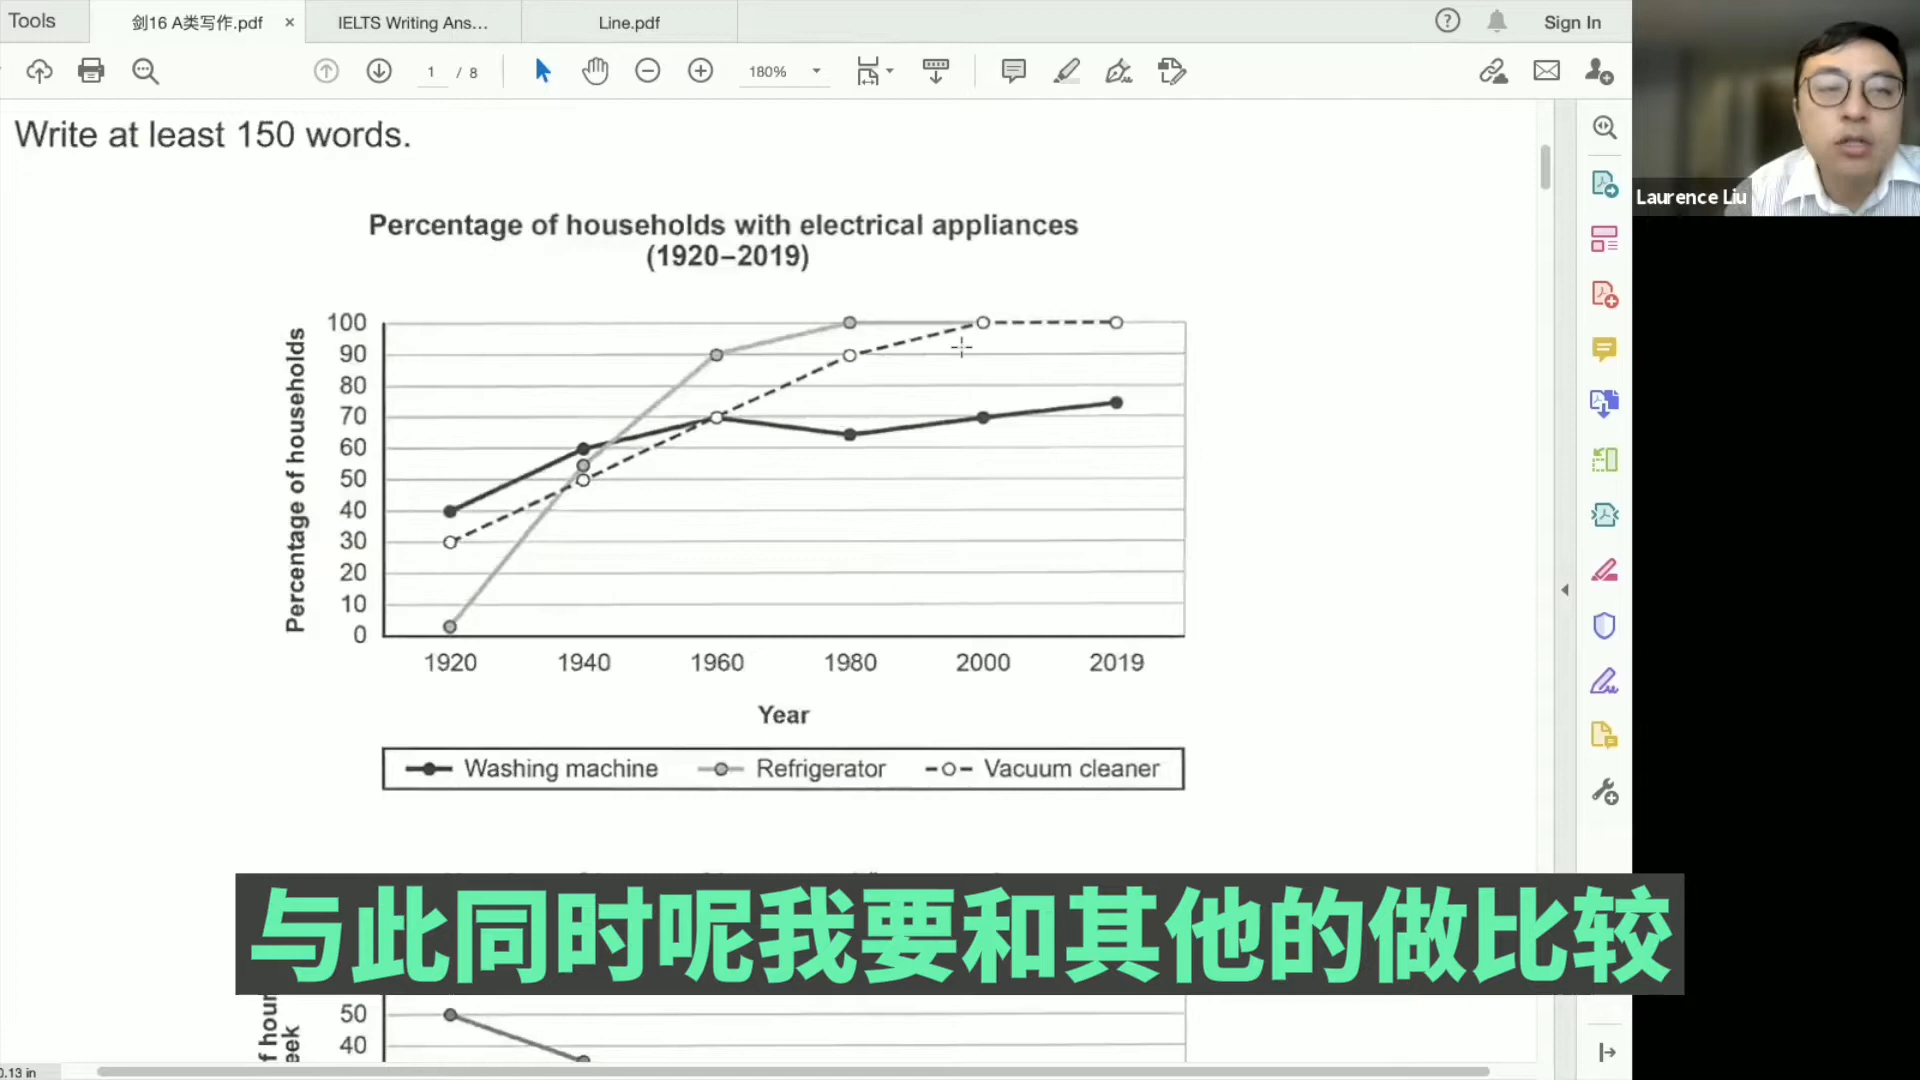 Tools
剑16 A类写作.pdf
×
IELTS Writing Ans...
Line.pdf
Sign In
1 / 8
180%
Write at least 150 words.
Laurence Liu
Percentage of households with electrical appliances
(1920–2019)
Percentage of households
100
90
80
70
60
50
40
30
20
10
0
1920 1940 1960 1980 2000 2019
Year
Washing machine Refrigerator Vacuum cleaner
与此同时呢我要和其他的做比较
50
40
0.13 in